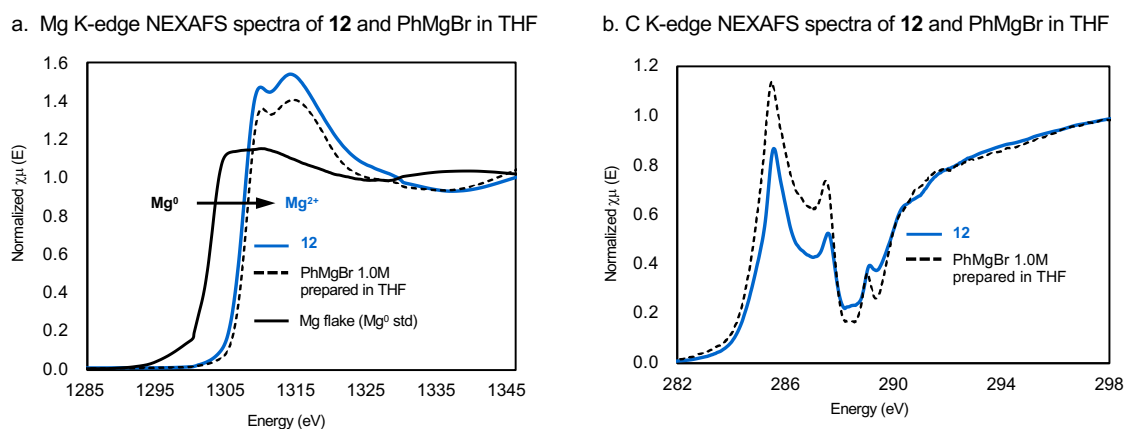 a. Mg K-edge NEXAFS spectra of 12 and PhMgBr in THF
1.6
1.4
1.2
1.0
0.8
0.6
0.4
0.2
0.0
Normalized χμ (E)
Mg⁰
Mg²⁺
12
PhMgBr 1.0M
prepared in THF
Mg flake (Mg⁰ std)
1285 1295 1305 1315 1325 1335 1345
Energy (eV)
b. C K-edge NEXAFS spectra of 12 and PhMgBr in THF
1.2
1.0
0.8
0.6
0.4
0.2
0.0
Normalized χμ (E)
12
PhMgBr 1.0M
prepared in THF
282 286 290 294 298
Energy (eV)